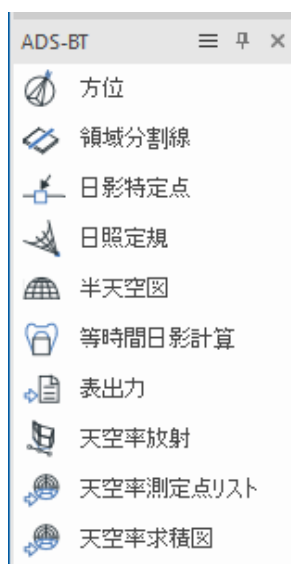 ADS-BT
方位
領域分割線
日影特定点
日照定規
半天空図
等時間日影計算
表出力
天空率放射
天空率測定点リスト
天空率求積図